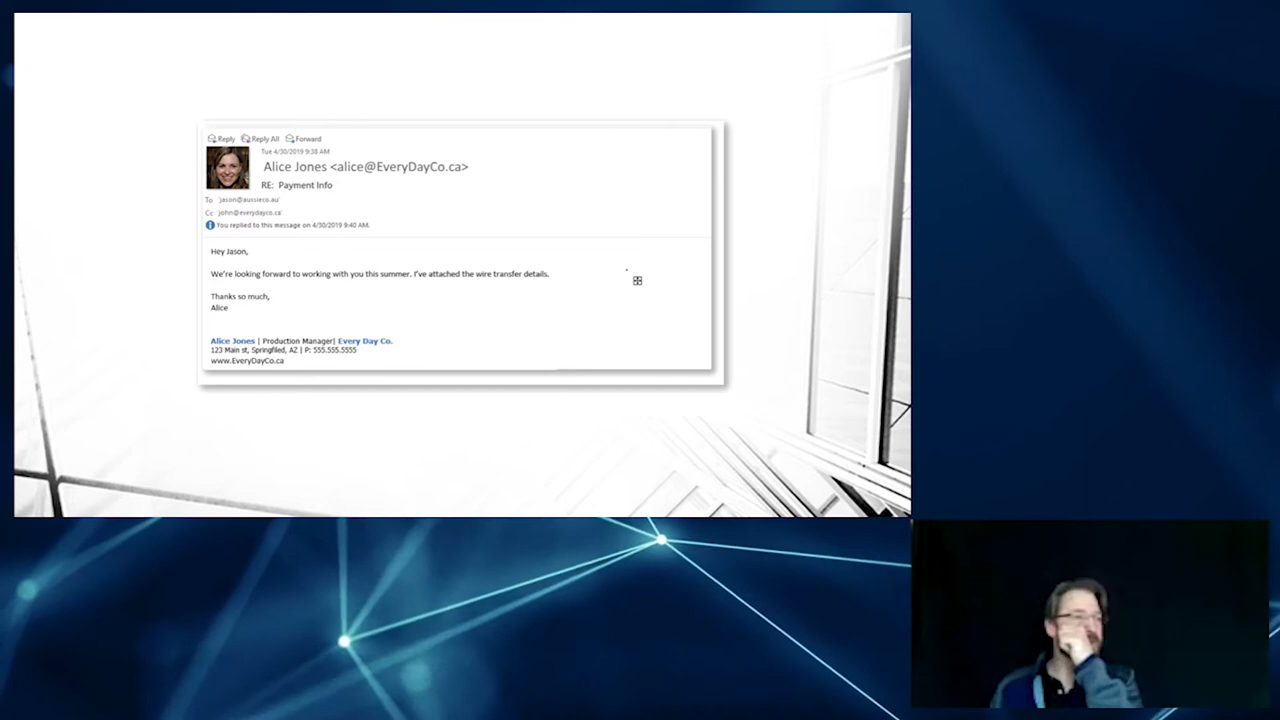 Reply Reply All Forward
Tue 4/30/2019 9:38 AM
Alice Jones <alice@EveryDayCo.ca>
RE: Payment Info
To 'jason@aussieco.au'
Cc 'john@everydayco.ca'
You replied to this message on 4/30/2019 9:40 AM.
Hey Jason,
We're looking forward to working with you this summer. I've attached the wire transfer details.
Thanks so much,
Alice
Alice Jones | Production Manager| Every Day Co.
123 Main st, Springfiled, AZ | P: 555.555.5555
www.EveryDayCo.ca